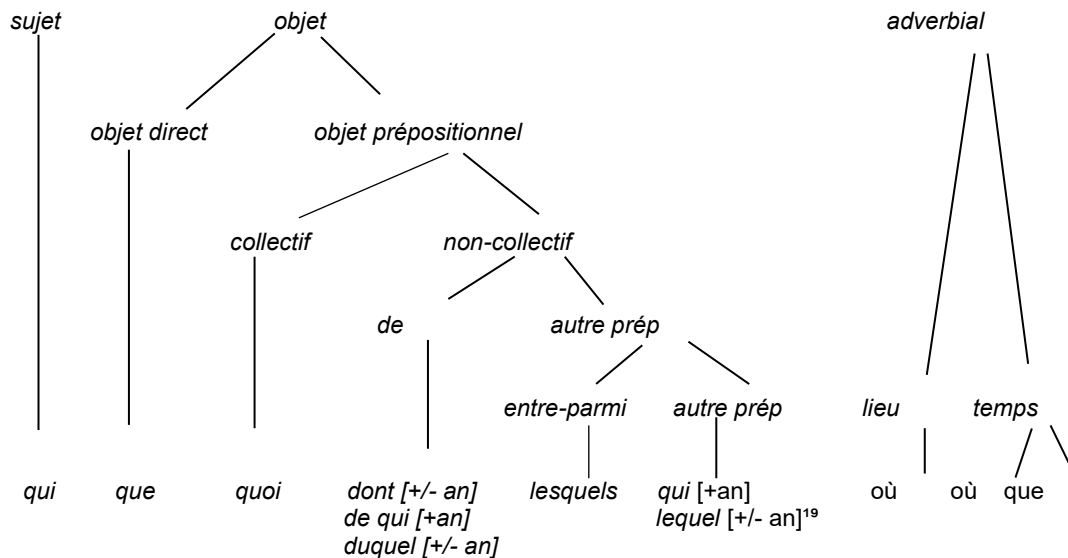 sujet objet adverbial
objet direct objet prépositionnel
collectif non-collectif
de autre prép
entre-parmi autre prép lieu temps
qui que quoi dont [+/- an] lesquels qui [+an] où où que
de qui [+an] lequel [+/- an]¹⁹
duquel [+/- an]